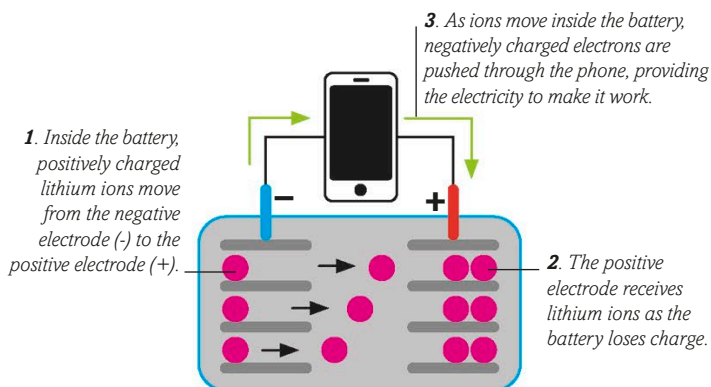 1. Inside the battery,
positively charged
lithium ions move
from the negative
electrode (-) to the
positive electrode (+).
3. As ions move inside the battery,
negatively charged electrons are
pushed through the phone, providing
the electricity to make it work.
−
+
2. The positive
electrode receives
lithium ions as the
battery loses charge.